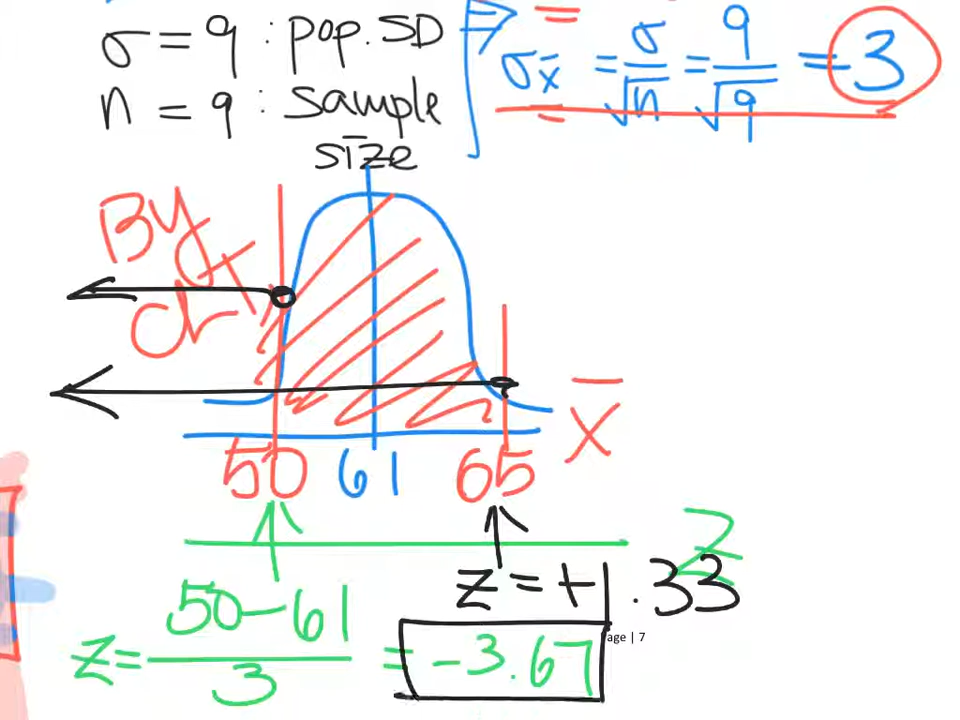 σ = 9 : pop. SD
n = 9 : sample size
σx̄ = σ/√n = 9/√9 = 3
By CLT
50 61 65 x̄
z
z = +1.33
z = (50-61)/3 = -3.67
age | 7